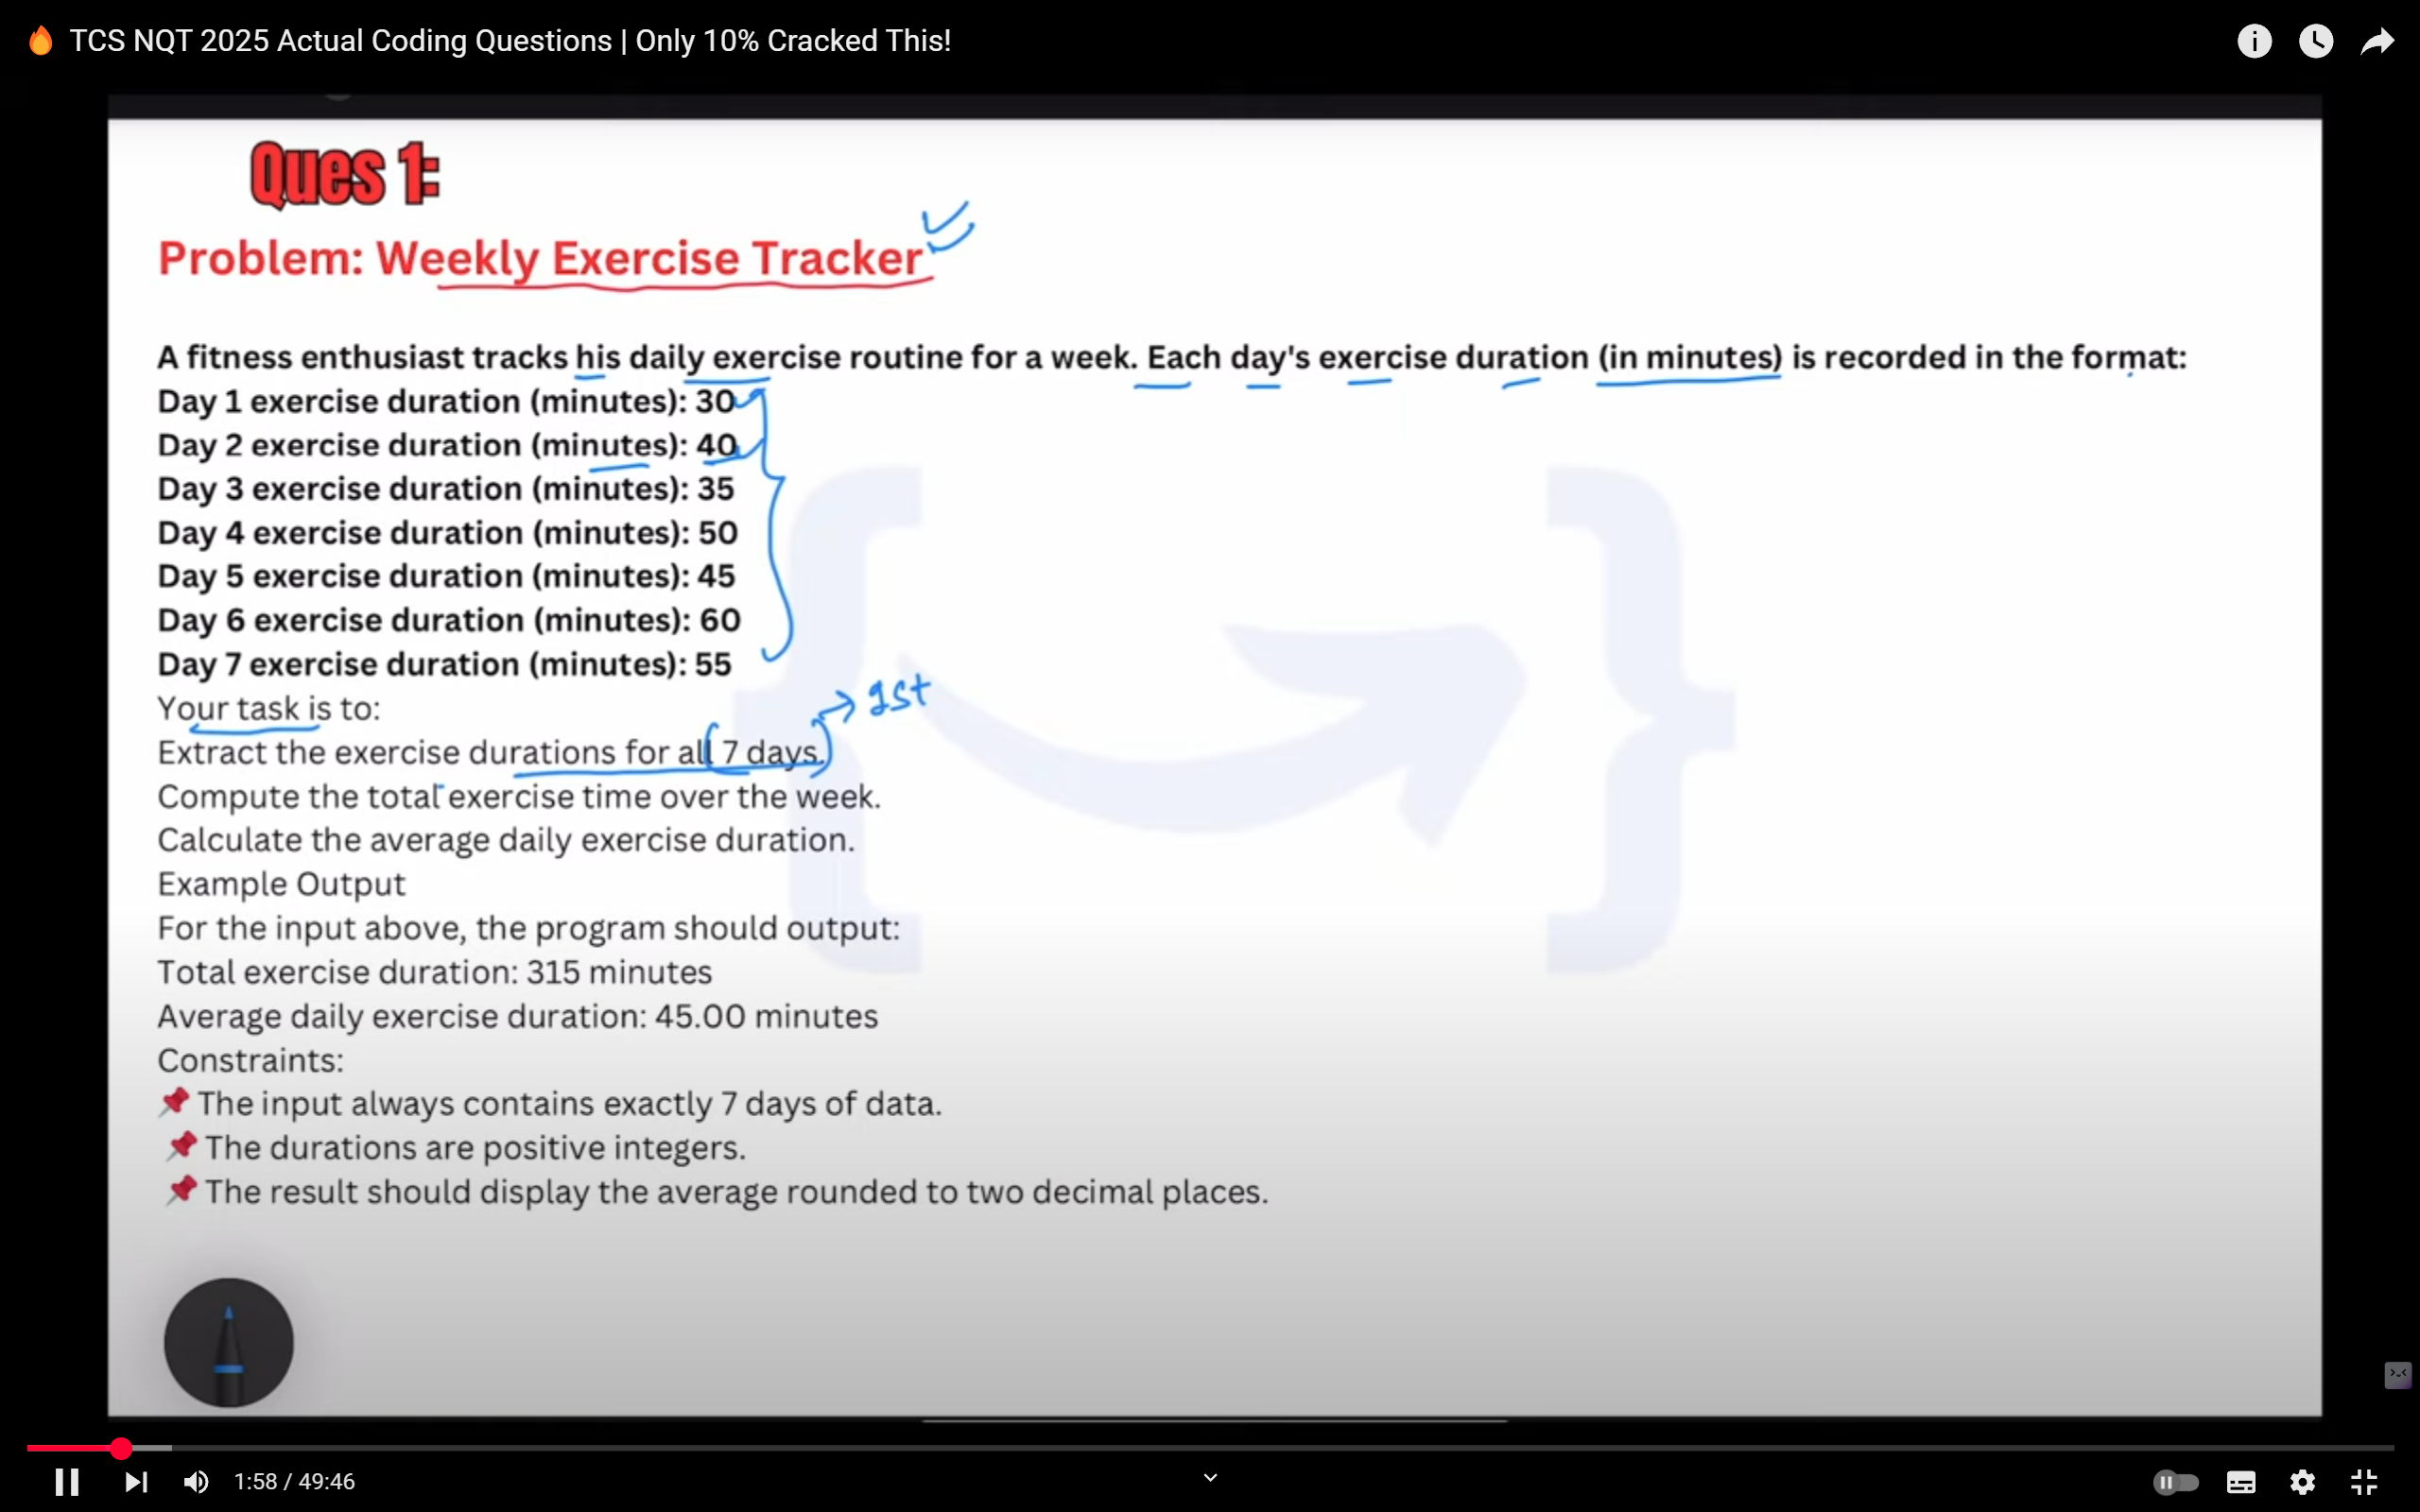 TCS NQT 2025 Actual Coding Questions | Only 10% Cracked This!
Ques 1:
Problem: Weekly Exercise Tracker
A fitness enthusiast tracks his daily exercise routine for a week. Each day's exercise duration (in minutes) is recorded in the format:
Day 1 exercise duration (minutes): 30
Day 2 exercise duration (minutes): 40
Day 3 exercise duration (minutes): 35
Day 4 exercise duration (minutes): 50
Day 5 exercise duration (minutes): 45
Day 6 exercise duration (minutes): 60
Day 7 exercise duration (minutes): 55
Your task is to:
1st
Extract the exercise durations for all 7 days.
Compute the total exercise time over the week.
Calculate the average daily exercise duration.
Example Output
For the input above, the program should output:
Total exercise duration: 315 minutes
Average daily exercise duration: 45.00 minutes
Constraints:
The input always contains exactly 7 days of data.
The durations are positive integers.
The result should display the average rounded to two decimal places.
1:58 / 49:46